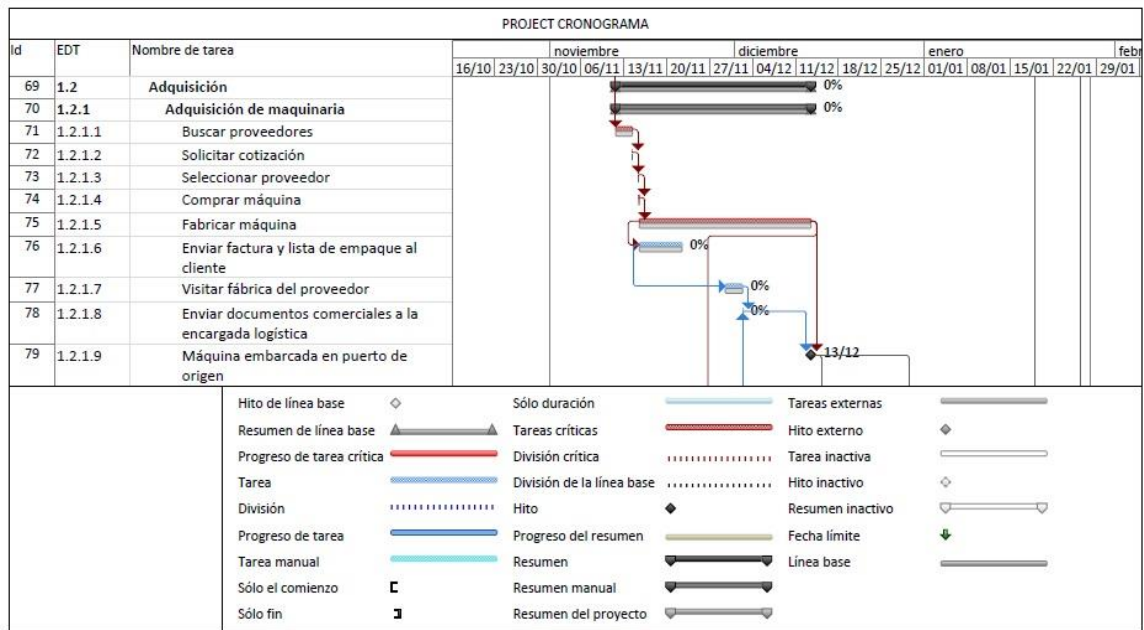 PROJECT CRONOGRAMA
Id EDT Nombre de tarea noviembre diciembre enero febr
16/10 23/10 30/10 06/11 13/11 20/11 27/11 04/12 11/12 18/12 25/12 01/01 08/01 15/01 22/01 29/01
69 1.2 Adquisición 0%
70 1.2.1 Adquisición de maquinaria 0%
71 1.2.1.1 Buscar proveedores
72 1.2.1.2 Solicitar cotización
73 1.2.1.3 Seleccionar proveedor
74 1.2.1.4 Comprar máquina
75 1.2.1.5 Fabricar máquina
76 1.2.1.6 Enviar factura y lista de empaque al 0%
cliente
77 1.2.1.7 Visitar fábrica del proveedor 0%
78 1.2.1.8 Enviar documentos comerciales a la 0%
encargada logística
79 1.2.1.9 Máquina embarcada en puerto de 13/12
origen
Hito de línea base Sólo duración Tareas externas
Resumen de línea base Tareas críticas Hito externo
Progreso de tarea crítica División crítica Tarea inactiva
Tarea División de la línea base Hito inactivo
División Hito Resumen inactivo
Progreso de tarea Progreso del resumen Fecha límite
Tarea manual Resumen Línea base
Sólo el comienzo Resumen manual
Sólo fin Resumen del proyecto